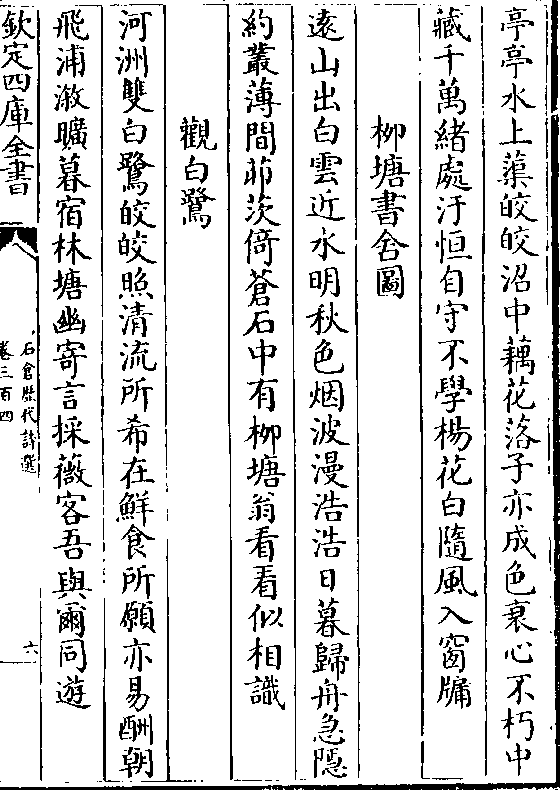 亭亭水上蕖皎皎沼中藕花落子亦成色衰心不朽中
藏千萬緒處汙恒自守不學楊花白隨風入窗牖
柳塘書舍圖
遠山出白雲近水明秋色烟波漫浩浩日暮歸舟急隱
約叢薄間茆茨倚蒼石中有柳塘翁看看似相識
觀白鷺
河洲雙白鷺皎皎照清流所希在鮮食所願亦易酬朝
飛浦漵曠暮宿林塘幽寄言採薇客吾與爾同遊
欽定四庫全書
石倉歷代詩選
卷三百四
六